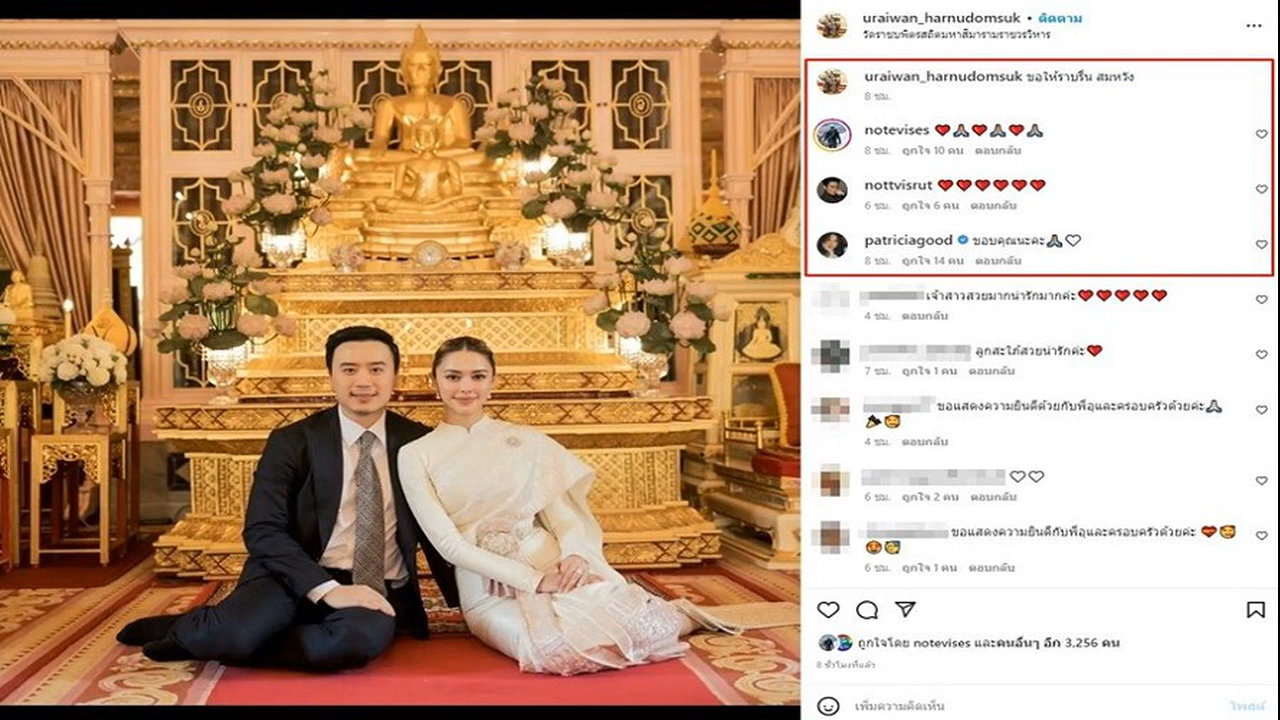 uraiwan_harnudomsuk • ติดตาม
วัดราชบพิตรสถิตมหาสีมารามราชวรวิหาร
uraiwan_harnudomsuk ขอให้ราบรื่น สมหวัง
8 ชม.
notevises ❤️🙏❤️🙏❤️🙏
8 ชม. ถูกใจ 10 คน ตอบกลับ
nottvisrut ❤️❤️❤️❤️❤️❤️
6 ชม. ถูกใจ 6 คน ตอบกลับ
patriciagood ขอบคุณนะคะ🙏🤍
8 ชม. ถูกใจ 14 คน ตอบกลับ
เจ้าสาวสวยมากน่ารักมากค่ะ❤️❤️❤️❤️❤️
4 ชม. ตอบกลับ
ลูกสะใภ้สวยน่ารักค่ะ❤️
7 ชม. ถูกใจ 1 คน ตอบกลับ
ขอแสดงความยินดีด้วยกับพี่อุและครอบครัวด้วยค่ะ🙏
🎉🥰
4 ชม. ตอบกลับ
🤍🤍
6 ชม. ถูกใจ 2 คน ตอบกลับ
ขอแสดงความยินดีกับพี่อุและครอบครัวด้วยค่ะ ❤️🥰
😍🥳
6 ชม. ถูกใจ 1 คน ตอบกลับ
ถูกใจโดย notevises และคนอื่นๆ อีก 3,256 คน
8 ชั่วโมงที่แล้ว
เพิ่มความคิดเห็น
โพสต์